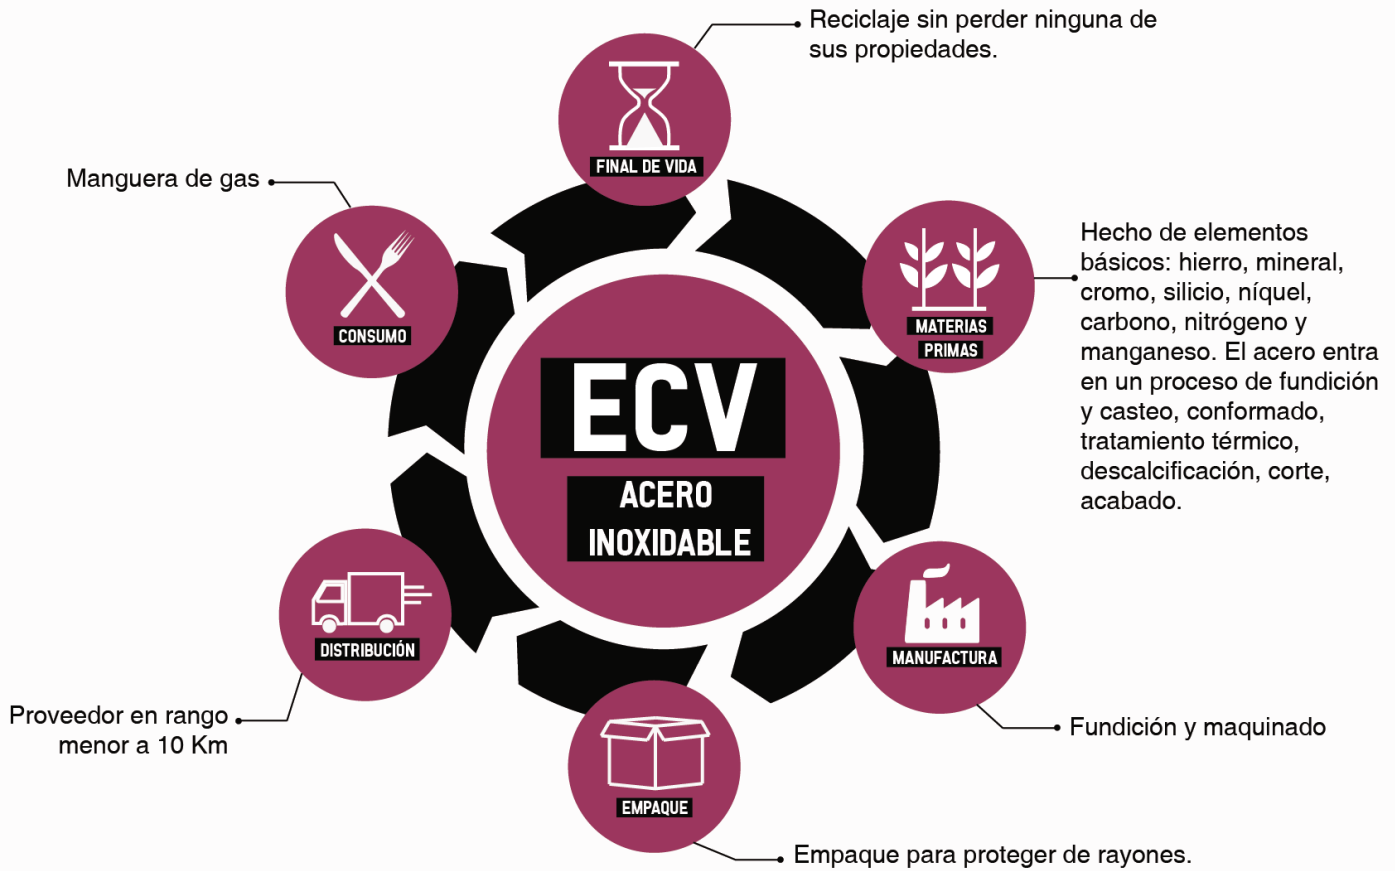 Reciclaje sin perder ninguna de
sus propiedades.
FINAL DE VIDA
Manguera de gas
CONSUMO
MATERIAS
PRIMAS
Hecho de elementos
básicos: hierro, mineral,
cromo, silicio, níquel,
carbono, nitrógeno y
manganeso. El acero entra
en un proceso de fundición
y casteo, conformado,
tratamiento térmico,
descalcificación, corte,
acabado.
ECV
ACERO
INOXIDABLE
DISTRIBUCIÓN
MANUFACTURA
Proveedor en rango
menor a 10 Km
Fundición y maquinado
EMPAQUE
Empaque para proteger de rayones.